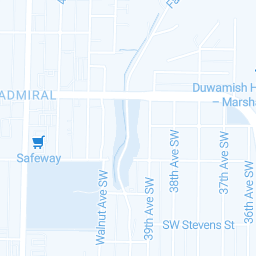 Fa
Duwamish H
– Marsha
ADMIRAL
Safeway
Walnut Ave SW
39th Ave SW
38th Ave SW
37th Ave SW
36th Ave SW
SW Stevens St